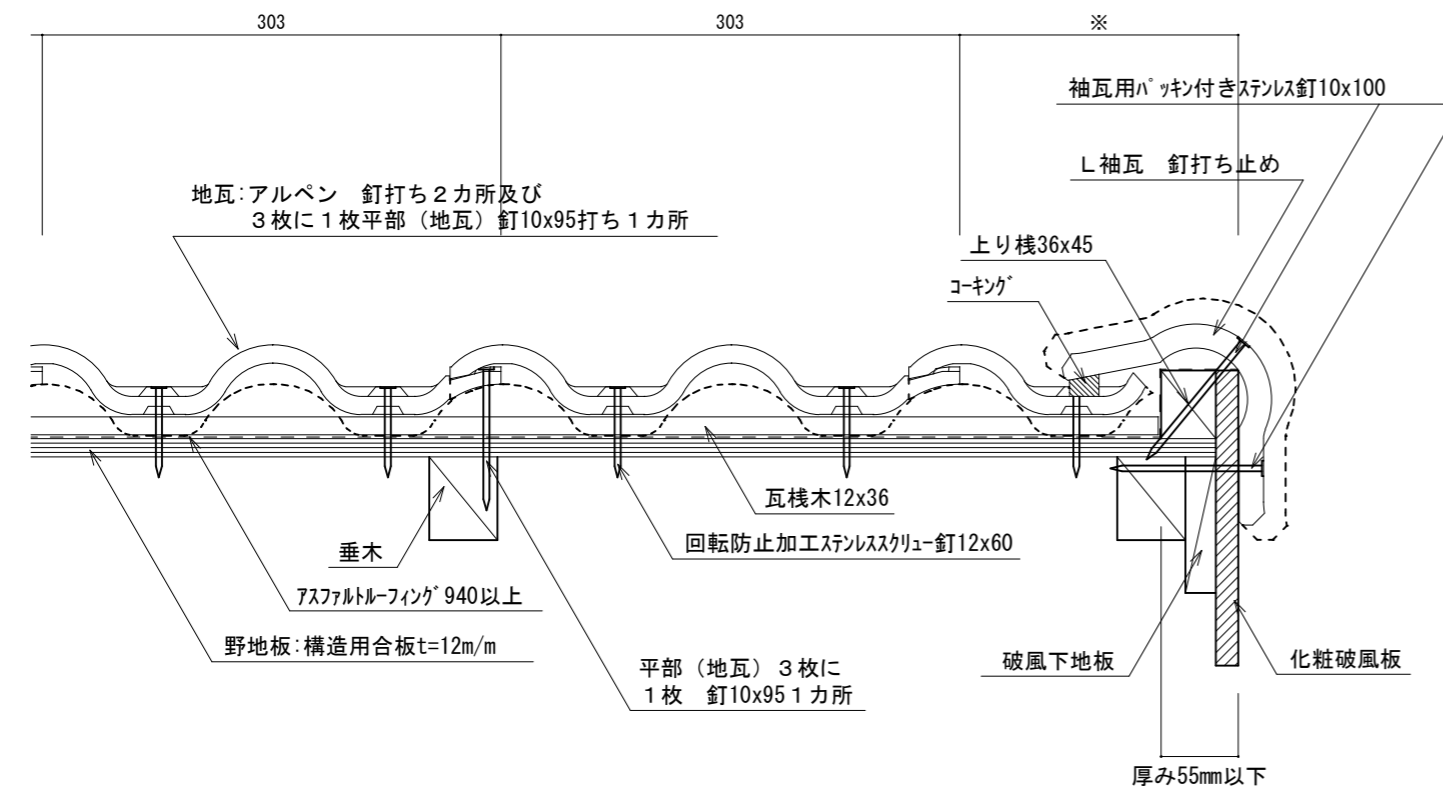 303
303
※
袖瓦用パッキン付きステンレス釘10x100
L袖瓦　釘打ち止め
地瓦:アルペン　釘打ち2カ所及び
3枚に1枚平部（地瓦）釘10x95打ち1カ所
上り桟36x45
コーキング
瓦桟木12x36
回転防止加工ステンレススクリュー釘12x60
垂木
アスファルトルーフィング940以上
野地板:構造用合板t=12m/m
平部（地瓦）3枚に
1枚　釘10x95 1カ所
破風下地板
化粧破風板
厚み55mm以下